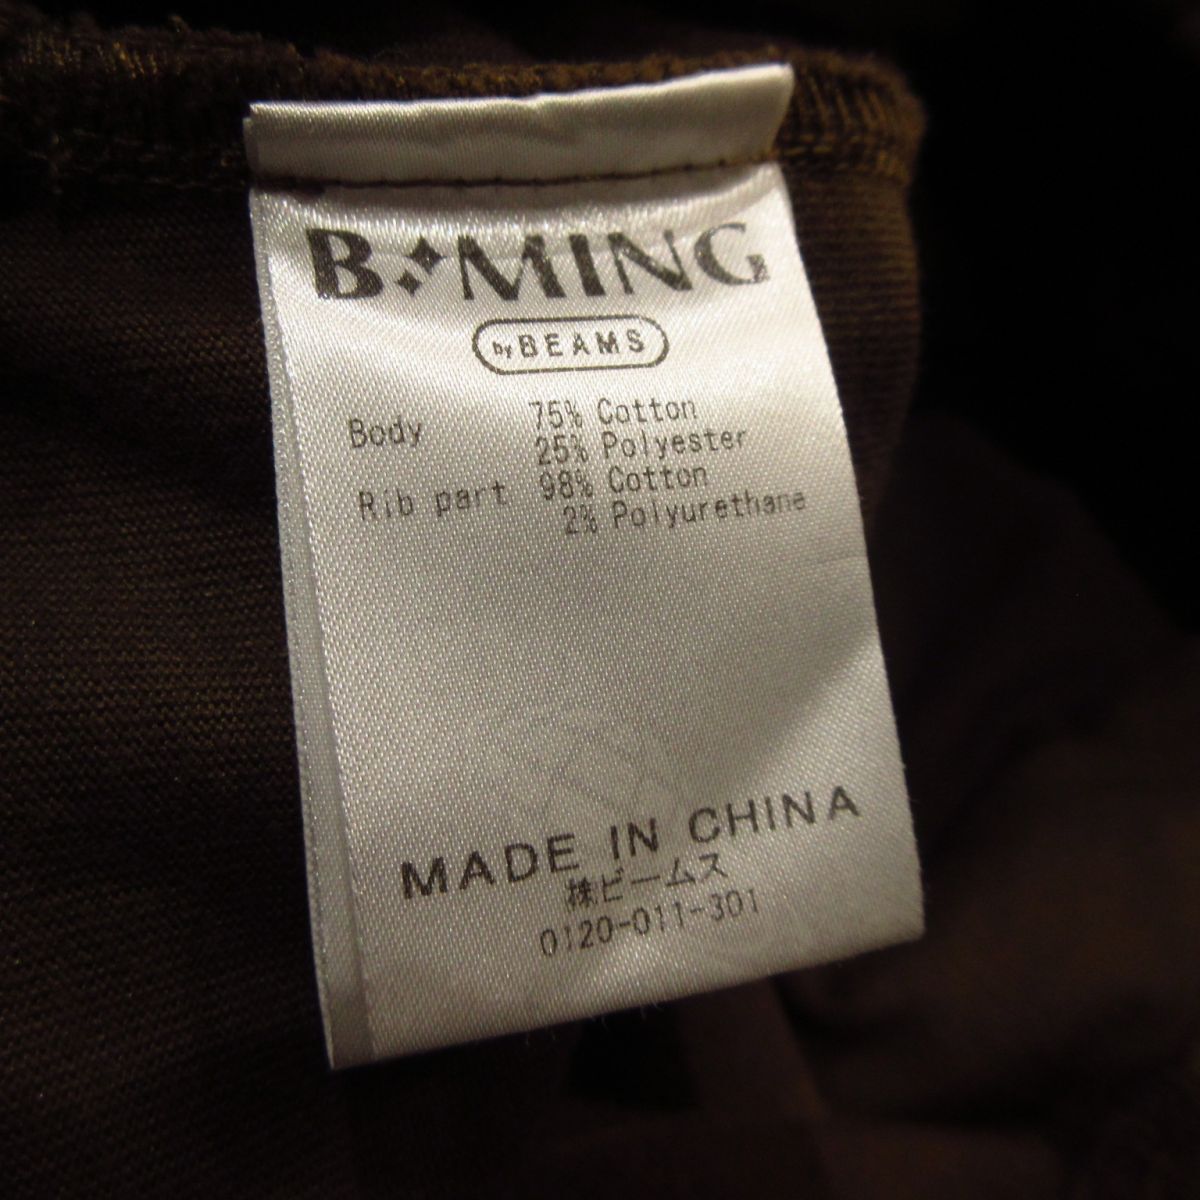 B MING
by BEAMS
Body 75% Cotton
25% Polyester
Rib part 98% Cotton
2% Polyurethane
MADE IN CHINA
㈱ビームス
0120-011-301